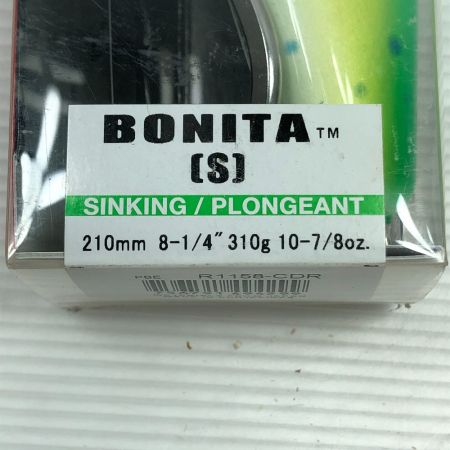 BONITA™
(S)
SINKING / PLONGEANT
210mm 8-1/4" 310g 10-7/8oz.
R1158-CDR